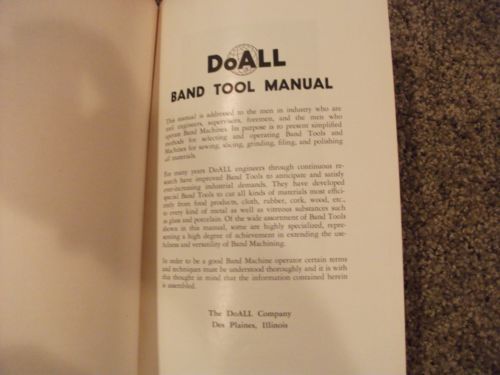 DoALL
BAND TOOL MANUAL
This manual is addressed to the men in industry who are
tool engineers, supervisors, foremen, and the men who
operate Band Machines. Its purpose is to present simplified
methods for selecting and operating Band Tools and
Machines for sawing, slicing, grinding, filing, and polishing
all materials.
For many years DoALL engineers through continuous re-
search have improved Band Tools to anticipate and satisfy
ever-increasing industrial demands. They have developed
special Band Tools to cut all kinds of materials most effici-
ently from food products, cloth, rubber, cork, wood, etc.,
to every kind of metal as well as vitreous substances such
as glass and porcelain. Of the wide assortment of Band Tools
shown in this manual, some are highly specialized, repre-
senting a high degree of achievement in extending the use-
fulness and versatility of Band Machining.
In order to be a good Band Machine operator certain terms
and techniques must be understood thoroughly and it is with
this thought in mind that the information contained herein
is assembled.
The DoALL Company
Des Plaines, Illinois